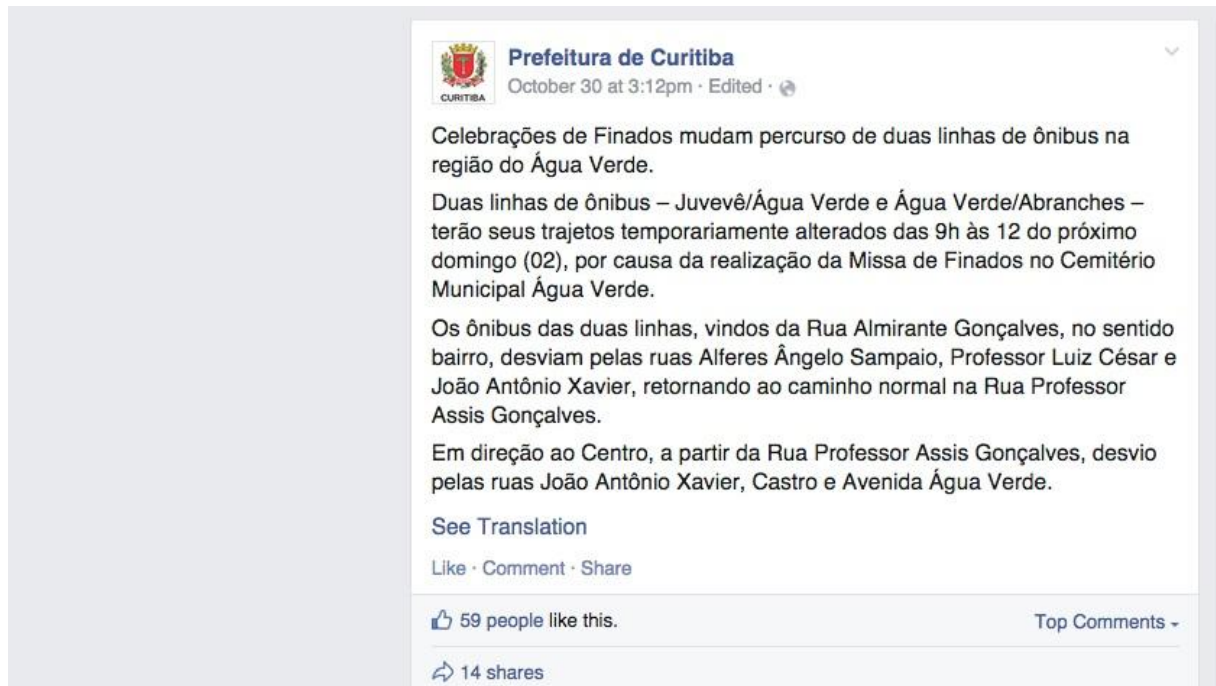 Prefeitura de Curitiba
October 30 at 3:12pm · Edited ·
CURITIBA
Celebrações de Finados mudam percurso de duas linhas de ônibus na
região do Água Verde.
Duas linhas de ônibus – Juvevê/Água Verde e Água Verde/Abranches –
terão seus trajetos temporariamente alterados das 9h às 12 do próximo
domingo (02), por causa da realização da Missa de Finados no Cemitério
Municipal Água Verde.
Os ônibus das duas linhas, vindos da Rua Almirante Gonçalves, no sentido
bairro, desviam pelas ruas Alferes Ângelo Sampaio, Professor Luiz César e
João Antônio Xavier, retornando ao caminho normal na Rua Professor
Assis Gonçalves.
Em direção ao Centro, a partir da Rua Professor Assis Gonçalves, desvio
pelas ruas João Antônio Xavier, Castro e Avenida Água Verde.
See Translation
Like · Comment · Share
59 people like this.
Top Comments
14 shares